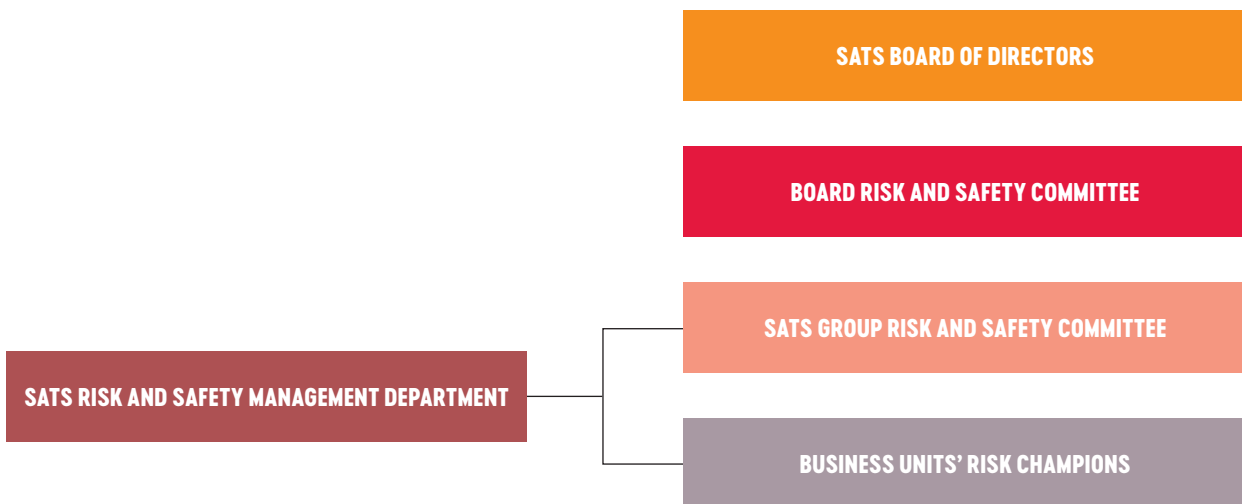 SATS BOARD OF DIRECTORS
BOARD RISK AND SAFETY COMMITTEE
SATS GROUP RISK AND SAFETY COMMITTEE
SATS RISK AND SAFETY MANAGEMENT DEPARTMENT
BUSINESS UNITS’ RISK CHAMPIONS